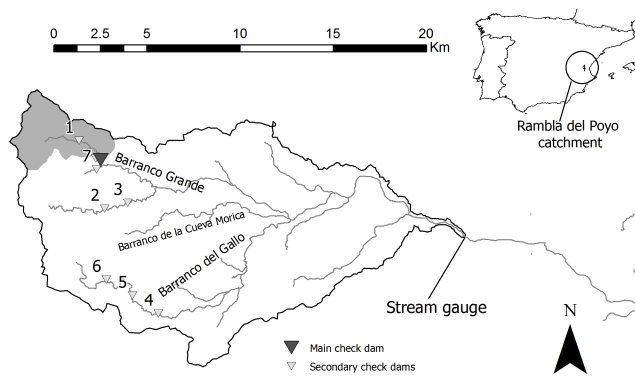 0 2.5 5 10 15 20
Km
Rambla del Poyo
catchment
1
7
Barranco Grande
2 3
Barranco de la Cueva Morica
Barranco del Gallo
6
5
4
Stream gauge
N
Main check dam
Secondary check dams